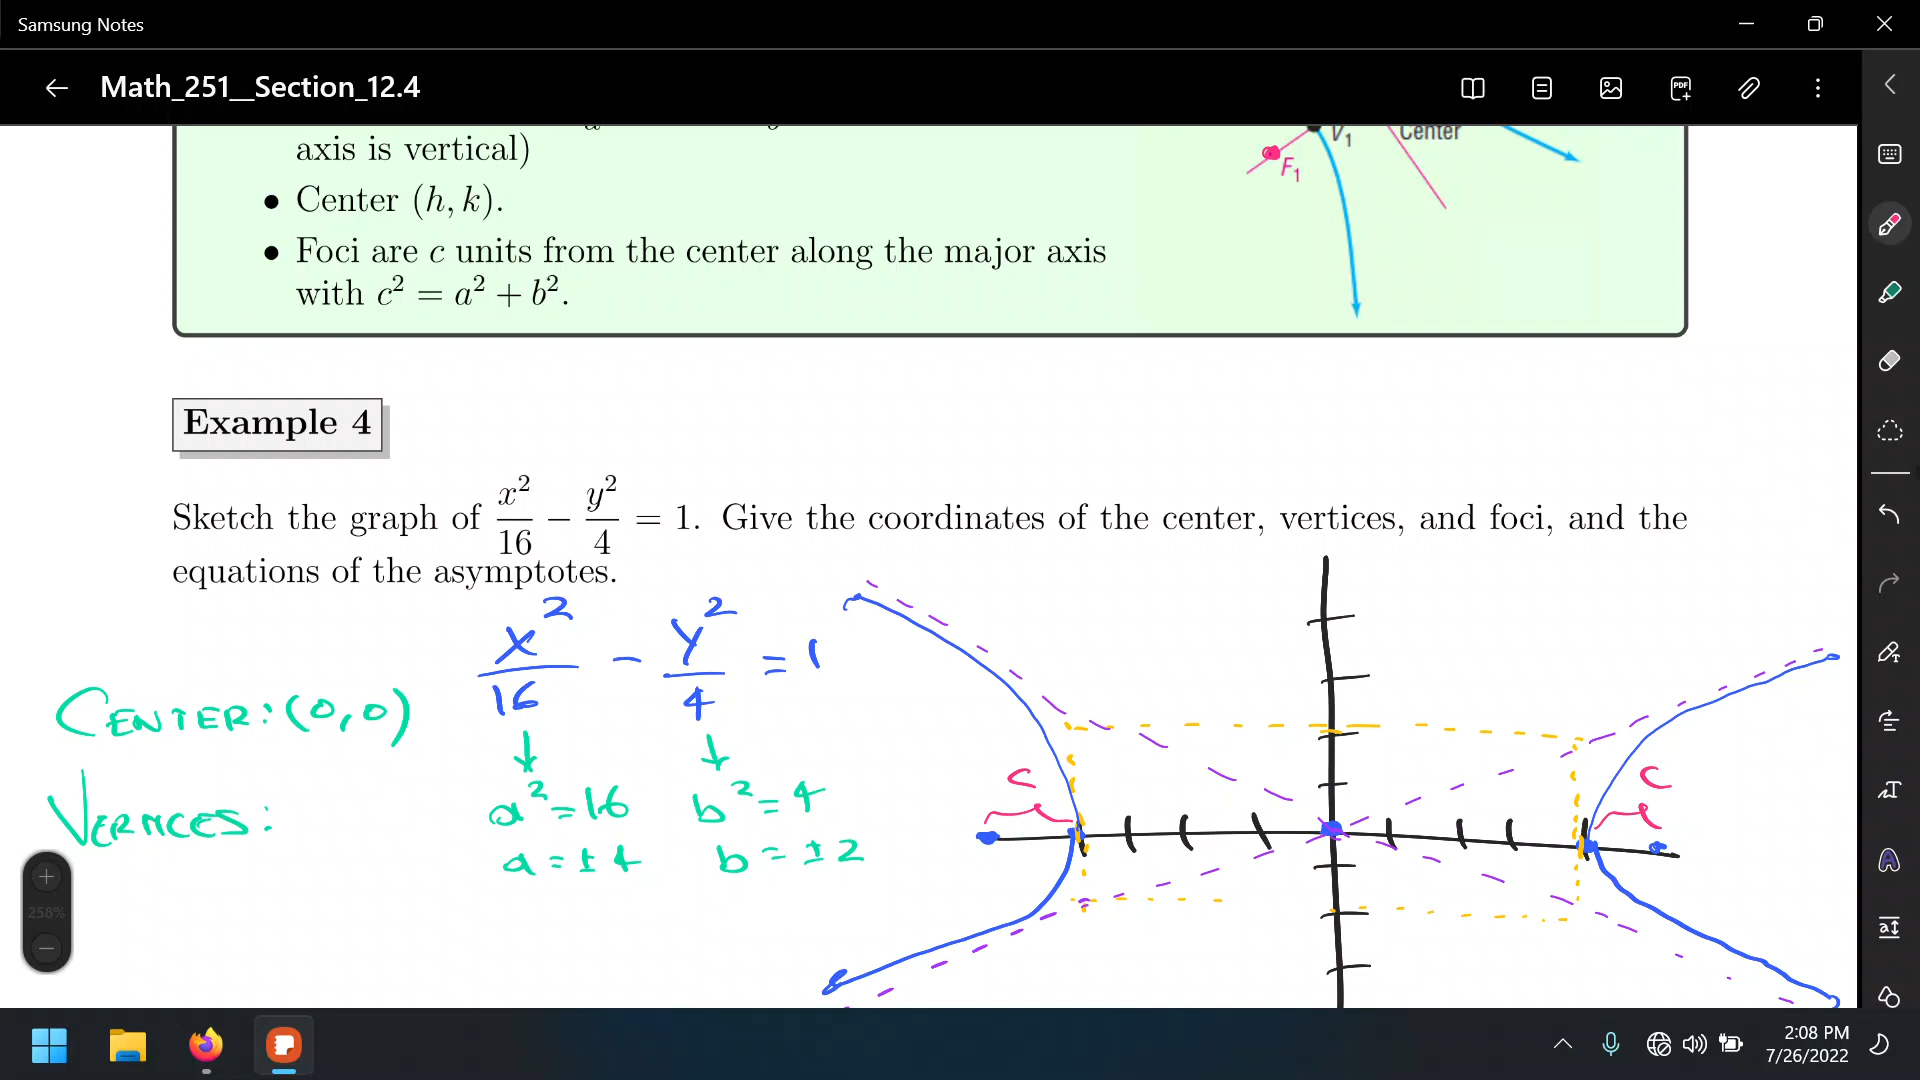 Samsung Notes
Math_251__Section_12.4
axis is vertical)
V₁
Center
F₁
• Center (h, k).
• Foci are c units from the center along the major axis
with c² = a² + b².
Example 4
Sketch the graph of x²/16 − y²/4 = 1. Give the coordinates of the center, vertices, and foci, and the
equations of the asymptotes.
x²/16 - y²/4 = 1
CENTER: (0,0)
VERTICES:
a² = 16 b² = 4
a = ±4 b = ±2
c
c
258%
2:08 PM
7/26/2022